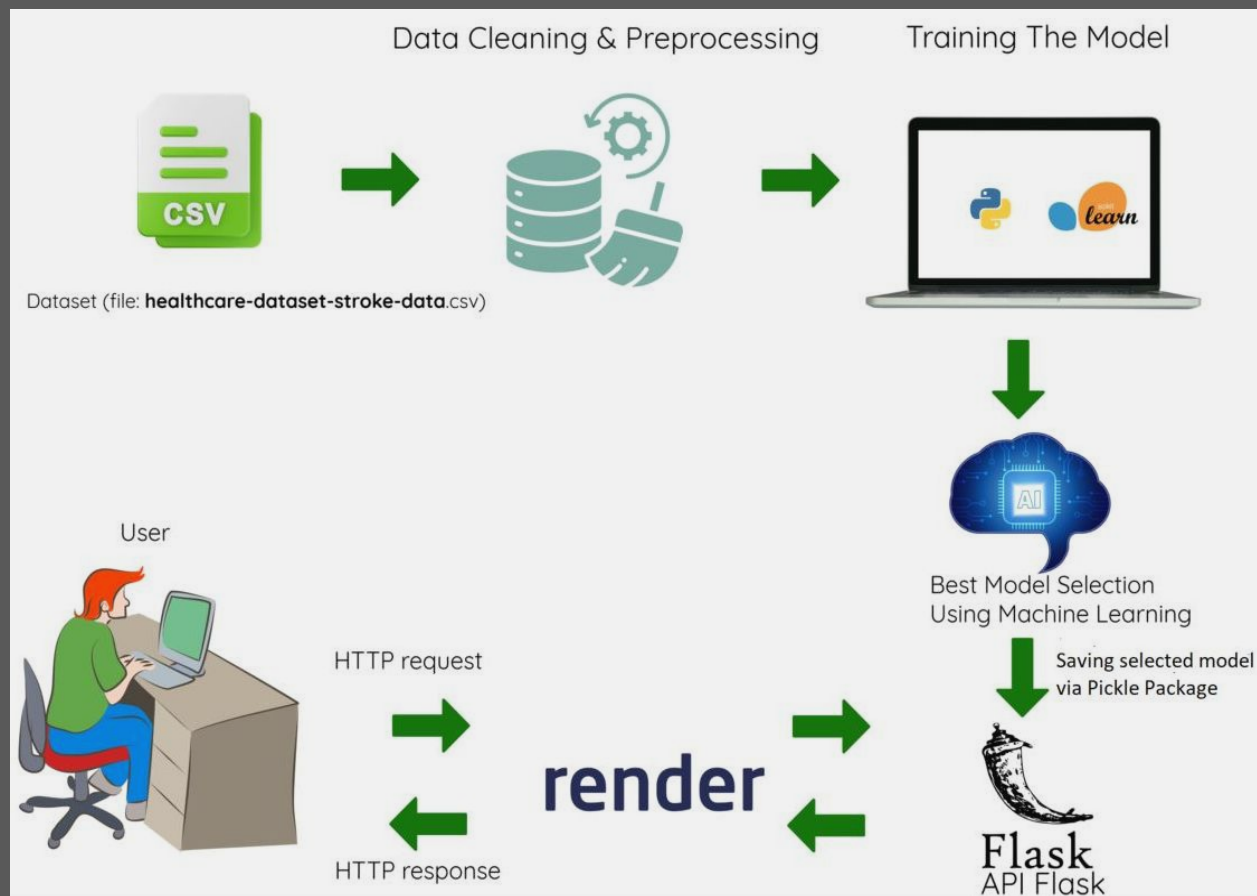 Data Cleaning & Preprocessing
Training The Model
CSV
learn
Dataset (file: healthcare-dataset-stroke-data.csv)
AI
Best Model Selection
Using Machine Learning
Saving selected model
via Pickle Package
User
HTTP request
render
HTTP response
Flask
API Flask